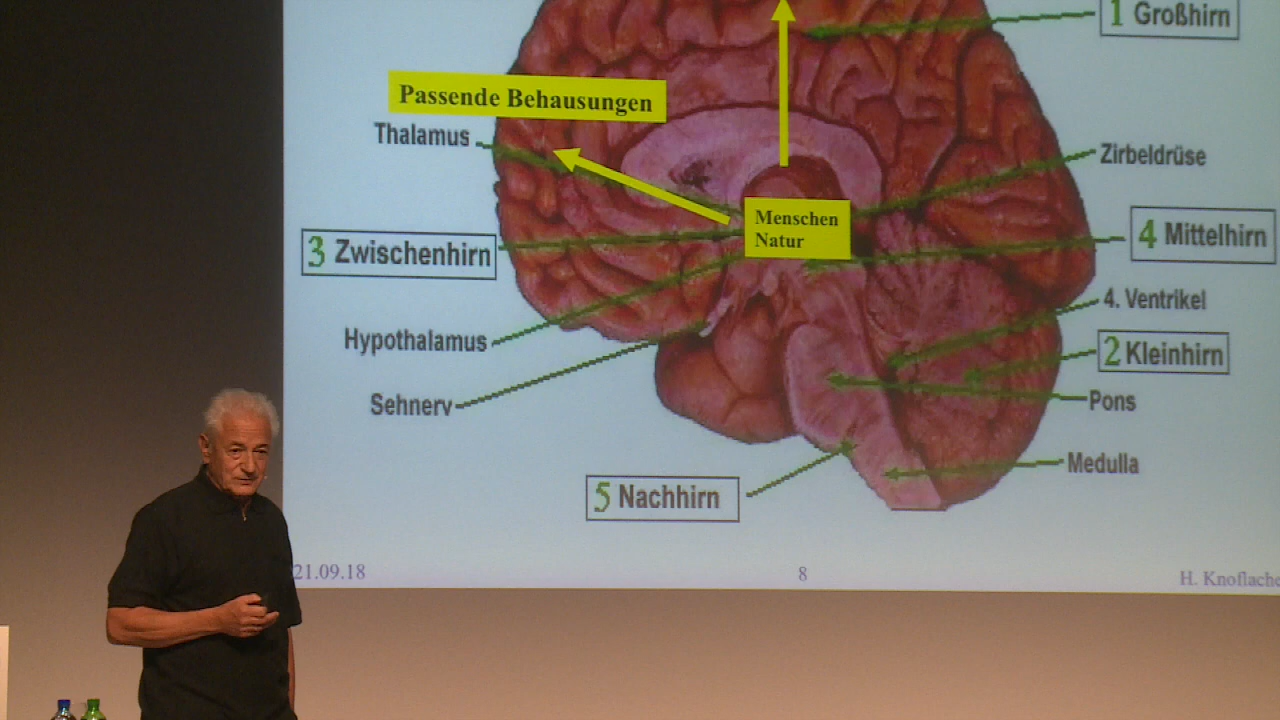 1 Großhirn
Passende Behausungen
Thalamus
Zirbeldrüse
Menschen
Natur
3 Zwischenhirn
4 Mittelhirn
4. Ventrikel
Hypothalamus
2 Kleinhirn
Sehnerv
Pons
Medulla
5 Nachhirn
21.09.18
8
H. Knoflache